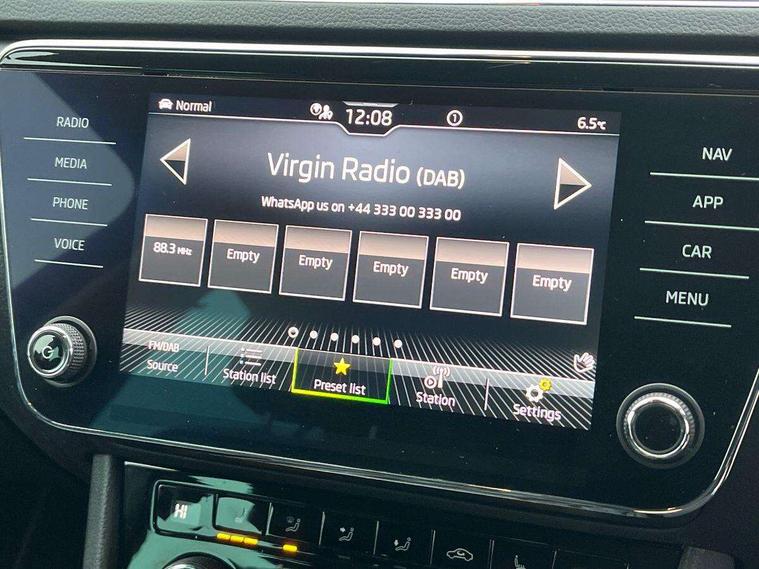 Normal
12:08
1
6.5°C
RADIO
MEDIA
PHONE
VOICE
Virgin Radio (DAB)
WhatsApp us on +44 333 00 333 00
88.3 MHz
Empty
Empty
Empty
Empty
Empty
FM/DAB
Source
Station list
Preset list
Station
Settings
NAV
APP
CAR
MENU
HI